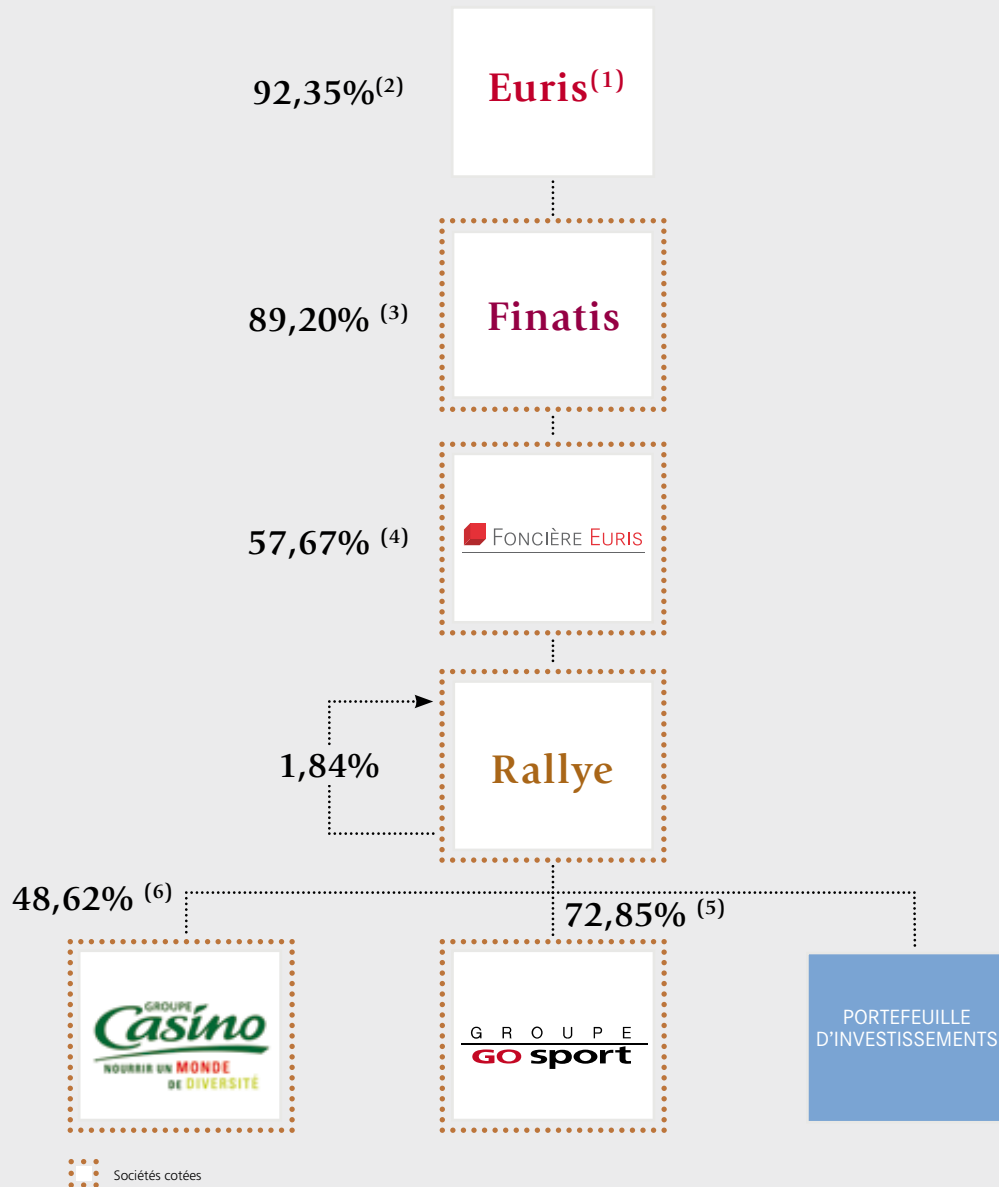 92,35%(2)
Euris(1)
89,20% (3)
Finatis
57,67% (4)
FONCIÈRE EURIS
1,84%
Rallye
48,62% (6)
72,85% (5)
GROUPE
Casino
NOURRIR UN MONDE
DE DIVERSITÉ
GROUPE
GO sport
PORTEFEUILLE
D'INVESTISSEMENTS
Sociétés cotées